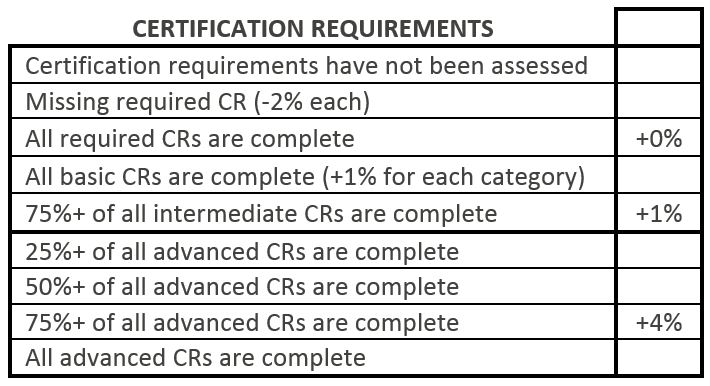 CERTIFICATION REQUIREMENTS
Certification requirements have not been assessed
Missing required CR (-2% each)
All required CRs are complete +0%
All basic CRs are complete (+1% for each category)
75%+ of all intermediate CRs are complete +1%
25%+ of all advanced CRs are complete
50%+ of all advanced CRs are complete
75%+ of all advanced CRs are complete +4%
All advanced CRs are complete